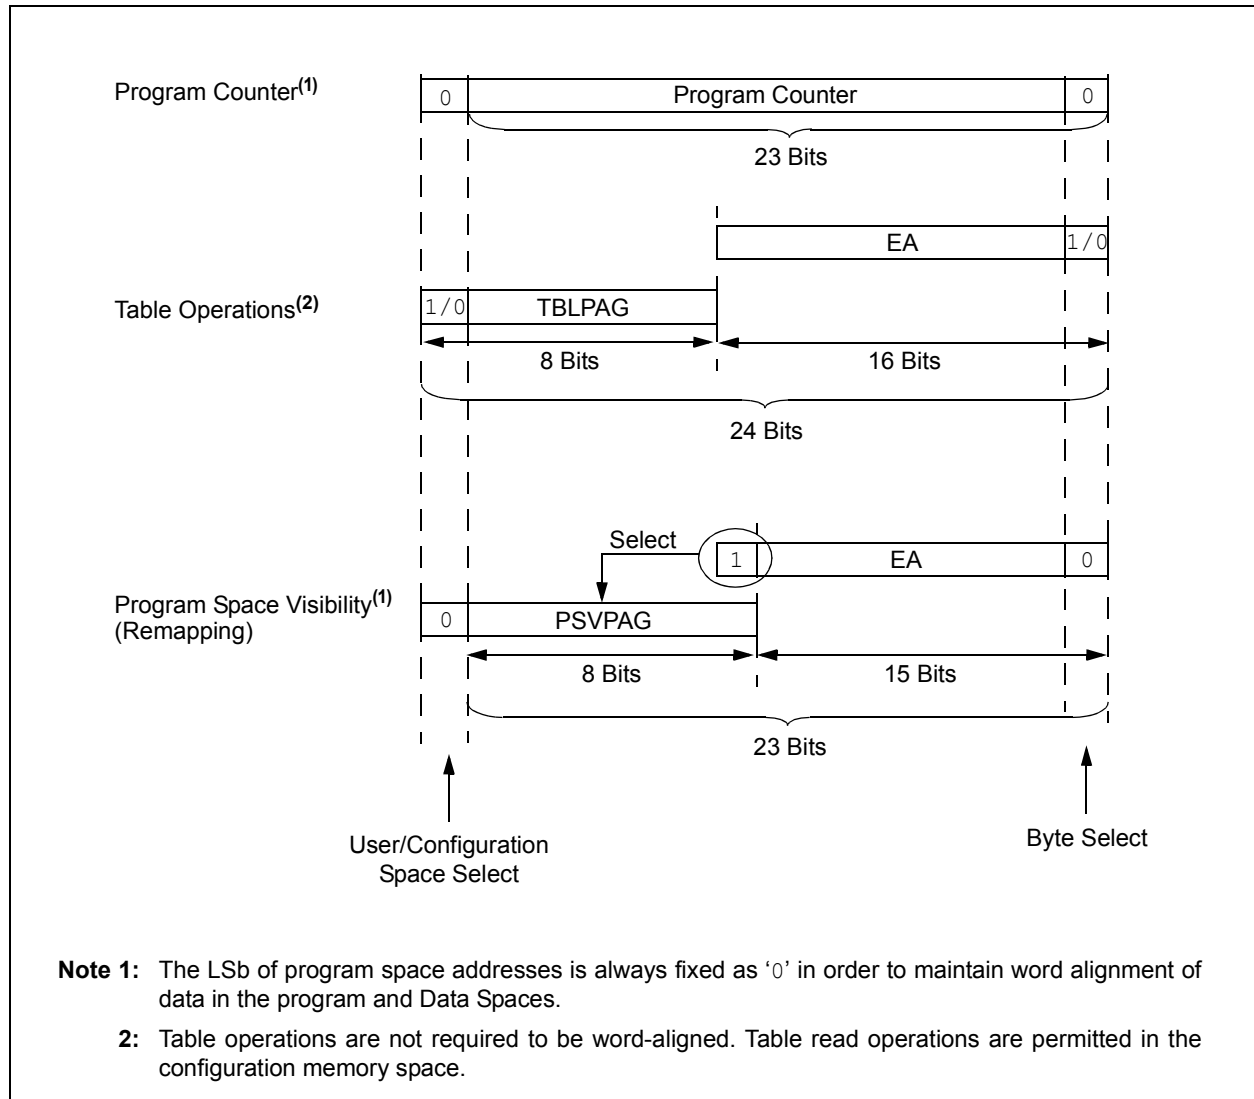 Program Counter(1)
0
Program Counter
0
23 Bits
EA
1/0
Table Operations(2)
1/0
TBLPAG
8 Bits
16 Bits
24 Bits
Select
1
EA
0
Program Space Visibility(1)
(Remapping)
0
PSVPAG
8 Bits
15 Bits
23 Bits
User/Configuration
Space Select
Byte Select
Note 1: The LSb of program space addresses is always fixed as ‘0’ in order to maintain word alignment of
data in the program and Data Spaces.
2: Table operations are not required to be word-aligned. Table read operations are permitted in the
configuration memory space.